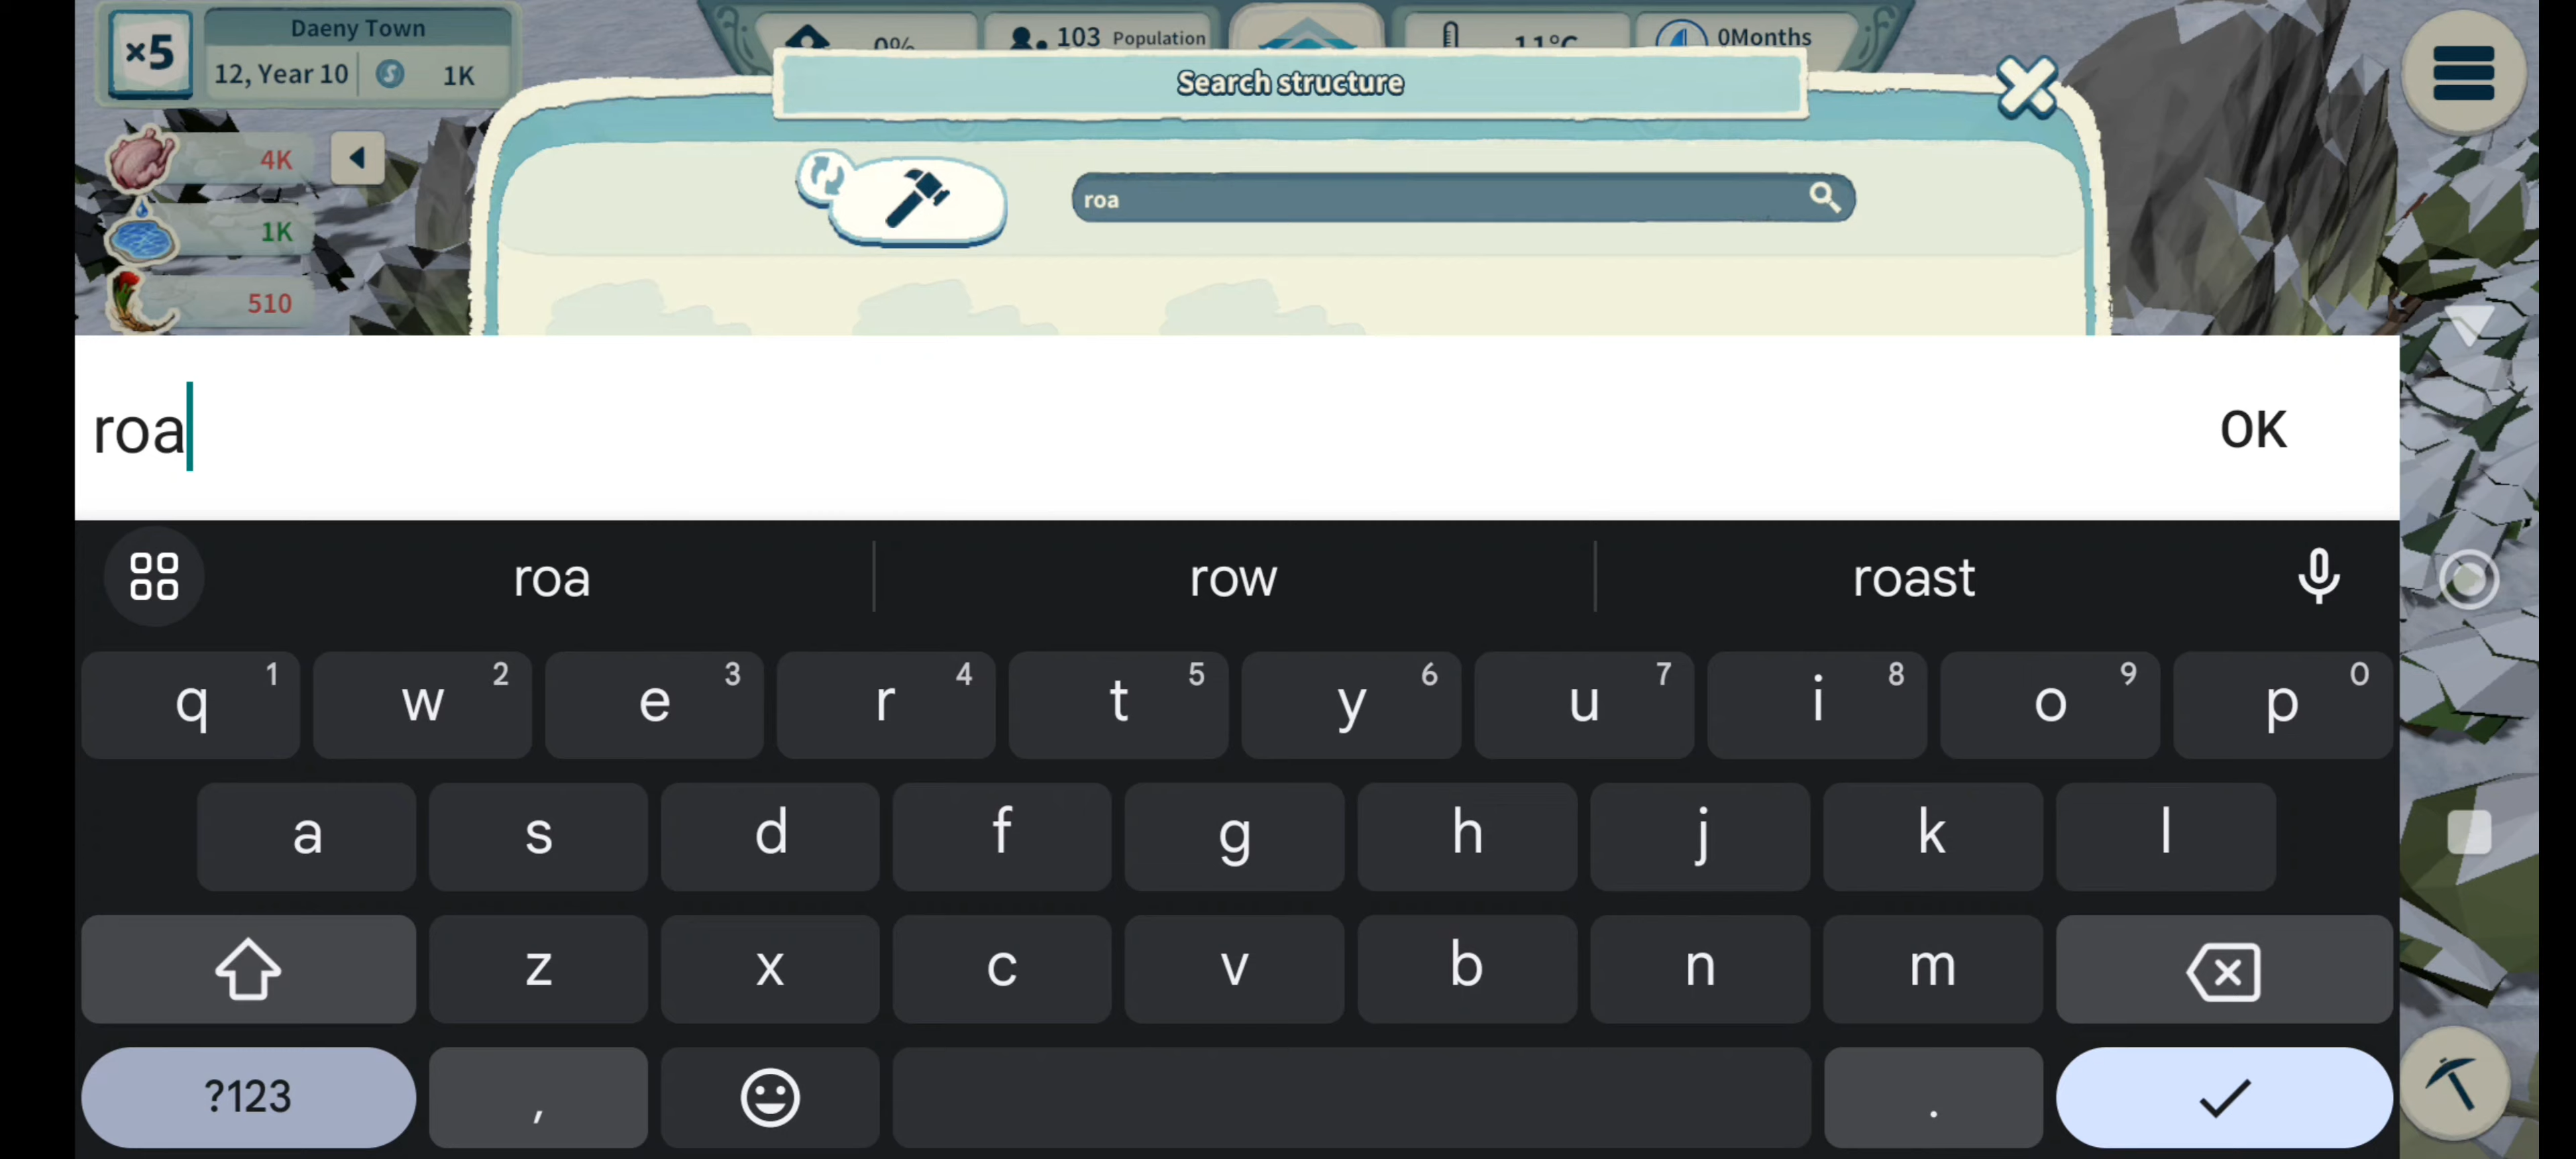 ×5
Daeny Town
12, Year 10
1K
103 Population
11°C
0Months
Search structure
4K
1K
510
roa
roa
OK
roa
row
roast
q 1 w 2 e 3 r 4 t 5 y 6 u 7 i 8 o 9 p 0
a s d f g h j k l
z x c v b n m
?123 , .